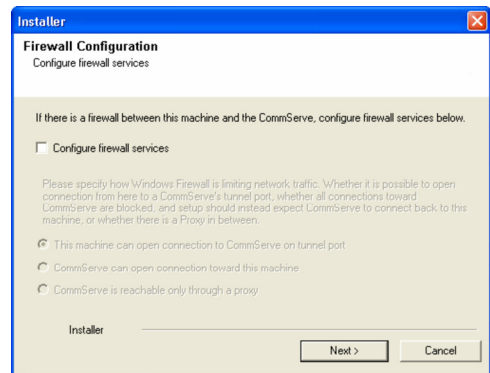 Installer
Firewall Configuration
Configure firewall services
If there is a firewall between this machine and the CommServe, configure firewall services below.
Configure firewall services
Please specify how Windows Firewall is limiting network traffic. Whether it is possible to open
connection from here to a CommServe's tunnel port, whether all connections toward
CommServe are blocked, and setup should instead expect CommServe to connect back to this
machine, or whether there is a Proxy in between.
This machine can open connection to CommServe on tunnel port
CommServe can open connection toward this machine
CommServe is reachable only through a proxy
Installer
Next >
Cancel